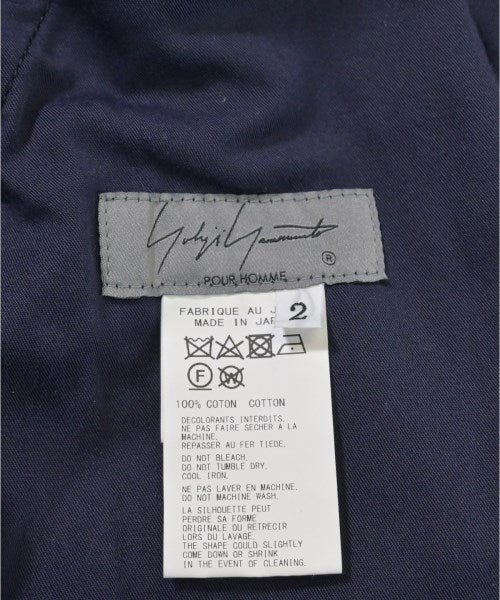 Yohji Yamamoto
®
POUR HOMME
FABRIQUE AU J
MADE IN JAP
2
F
W
100% COTON COTTON
DECOLORANTS INTERDITS.
NE PAS FAIRE SECHER A LA
MACHINE.
REPASSER AU FER TIEDE.
DO NOT BLEACH.
DO NOT TUMBLE DRY.
COOL IRON.
NE PAS LAVER EN MACHINE.
DO NOT MACHINE WASH.
LA SILHOUETTE PEUT
PERDRE SA FORME
ORIGINALE OU RETRECIR
LORS DU LAVAGE.
THE SHAPE COULD SLIGHTLY
COME DOWN OR SHRINK
IN THE EVENT OF CLEANING.